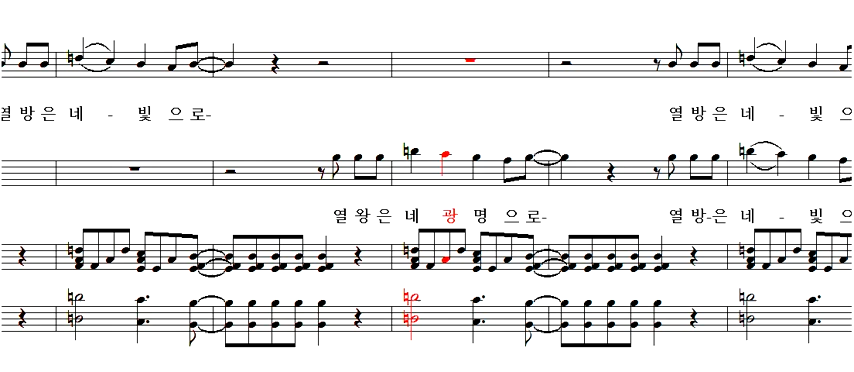 열 방 은 네 - 빛 으 로- 열 방 은 네 - 빛 으
열 왕 은 네 광 명 으 로- 열 방-은 네 - 빛 으